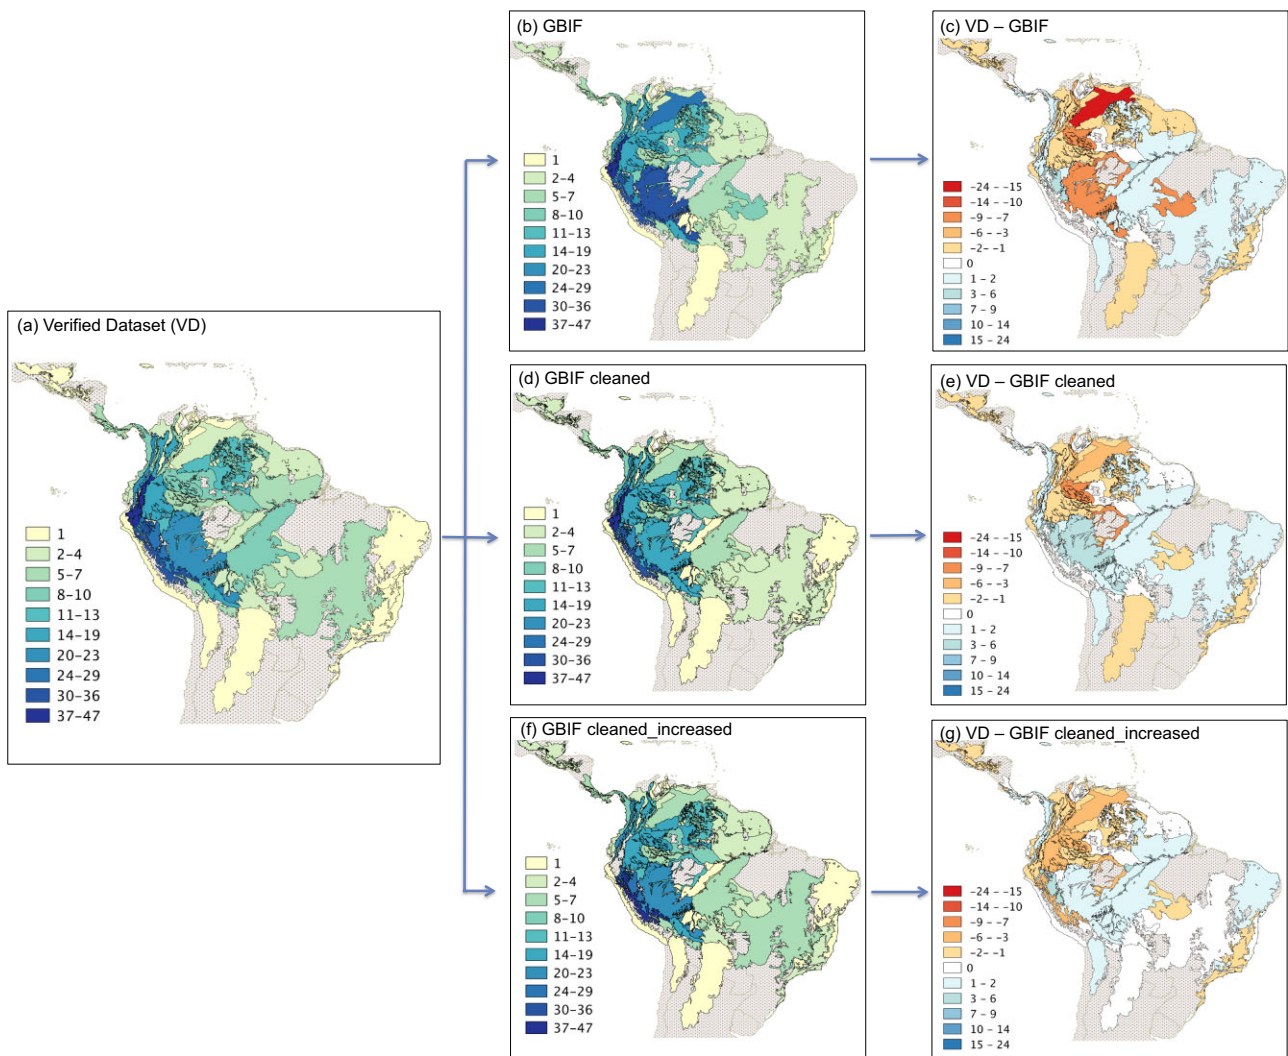 (b) GBIF
1
2–4
5–7
8–10
11–13
14–19
20–23
24–29
30–36
37–47
(c) VD – GBIF
–24 – –15
–14 – –10
–9 – –7
–6 – –3
–2– –1
0
1 – 2
3 – 6
7 – 9
10 – 14
15 – 24
(a) Verified Dataset (VD)
1
2–4
5–7
8–10
11–13
14–19
20–23
24–29
30–36
37–47
(d) GBIF cleaned
1
2–4
5–7
8–10
11–13
14–19
20–23
24–29
30–36
37–47
(e) VD – GBIF cleaned
–24 – –15
–14 – –10
–9 – –7
–6 – –3
–2– –1
0
1 – 2
3 – 6
7 – 9
10 – 14
15 – 24
(f) GBIF cleaned_increased
1
2–4
5–7
8–10
11–13
14–19
20–23
24–29
30–36
37–47
(g) VD – GBIF cleaned_increased
–24 – –15
–14 – –10
–9 – –7
–6 – –3
–2– –1
0
1 – 2
3 – 6
7 – 9
10 – 14
15 – 24